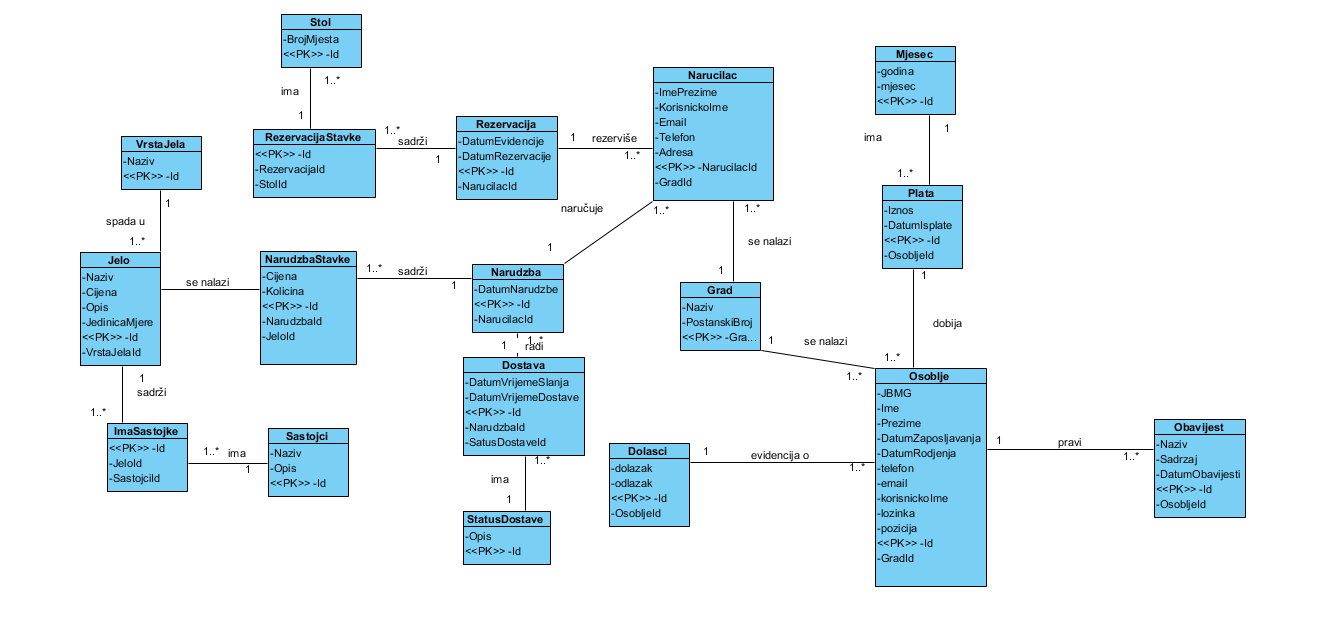 Stol
-BrojMjesta
<<PK>> -Id
1..*
ima
1
RezervacijaStavke
<<PK>> -Id
-RezervacijaId
-StolId
1..*
sadrži
1
Rezervacija
-DatumEvidencije
-DatumRezervacije
<<PK>> -Id
-NarucilacId
1
rezerviše
1..*
Narucilac
-ImePrezime
-KorisnickoIme
-Email
-Telefon
-Adresa
<<PK>> -NarucilacId
-GradId
Mjesec
-godina
-mjesec
<<PK>> -Id
1
ima
1..*
Plata
-Iznos
-DatumIsplate
<<PK>> -Id
-OsobljeId
1
dobija
1..*
VrstaJela
-Naziv
<<PK>> -Id
1
spada u
1..*
Jelo
-Naziv
-Cijena
-Opis
-JedinicaMjere
<<PK>> -Id
-VrstaJelaId
se nalazi
NarudzbaStavke
-Cijena
-Kolicina
<<PK>> -Id
-NarudzbaId
-JeloId
1..*
sadrži
1
naručuje
1..*
1
Narudzba
-DatumNarudzbe
<<PK>> -Id
-NarucilacId
1..*
se nalazi
1
Grad
-Naziv
-PostanskiBroj
<<PK>> -Gra...
1
se nalazi
1..*
1
1..*
radi
Dostava
-DatumVrijemeSlanja
-DatumVrijemeDostave
<<PK>> -Id
-NarudzbaId
-SatusDostaveId
1..*
ima
1
StatusDostave
-Opis
<<PK>> -Id
1
sadrži
1..*
ImaSastojke
<<PK>> -Id
-JeloId
-SastojciId
1..*
ima
1
Sastojci
-Naziv
-Opis
<<PK>> -Id
Dolasci
-dolazak
-odlazak
<<PK>> -Id
-OsobljeId
1
evidencija o
1..*
Osoblje
-JBMG
-Ime
-Prezime
-DatumZaposljavanja
-DatumRodjenja
-telefon
-email
-korisnickoIme
-lozinka
-pozicija
<<PK>> -Id
-GradId
1
pravi
1..*
Obavijest
-Naziv
-Sadrzaj
-DatumObavijesti
<<PK>> -Id
-OsobljeId